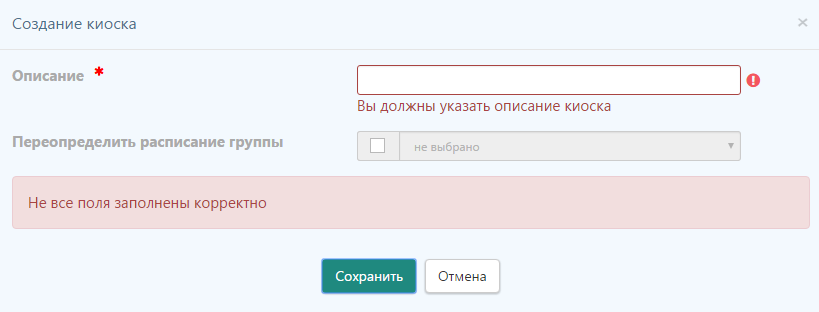 Создание киоска ×
Описание *
Вы должны указать описание киоска
Переопределить расписание группы не выбрано
Не все поля заполнены корректно
Сохранить Отмена